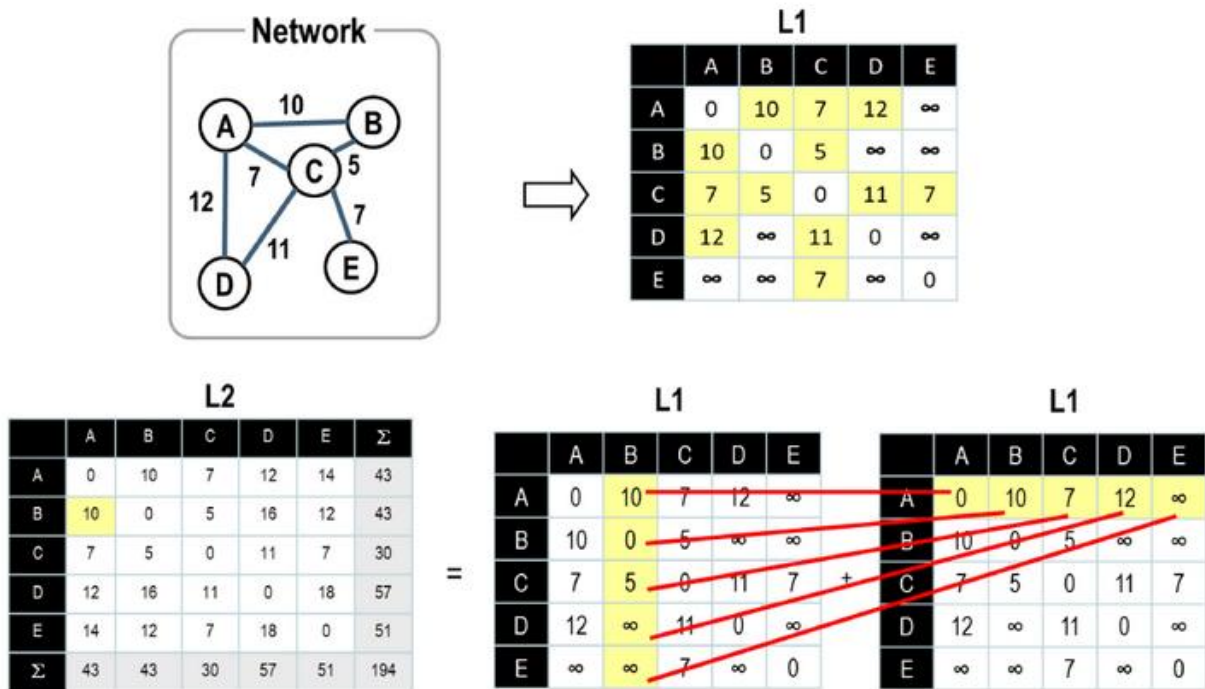 Network
A
10
B
C
5
7
12
7
11
D
E
L1
A B C D E
A 0 10 7 12 ∞
B 10 0 5 ∞ ∞
C 7 5 0 11 7
D 12 ∞ 11 0 ∞
E ∞ ∞ 7 ∞ 0
L2
A B C D E Σ
A 0 10 7 12 14 43
B 10 0 5 16 12 43
C 7 5 0 11 7 30
D 12 16 11 0 18 57
E 14 12 7 18 0 51
Σ 43 43 30 57 51 194
=
L1
A B C D E
A 0 10 7 12 ∞
B 10 0 5 ∞ ∞
C 7 5 0 11 7
D 12 ∞ 11 0 ∞
E ∞ ∞ 7 ∞ 0
+
L1
A B C D E
A 0 10 7 12 ∞
B 10 0 5 ∞ ∞
C 7 5 0 11 7
D 12 ∞ 11 0 ∞
E ∞ ∞ 7 ∞ 0